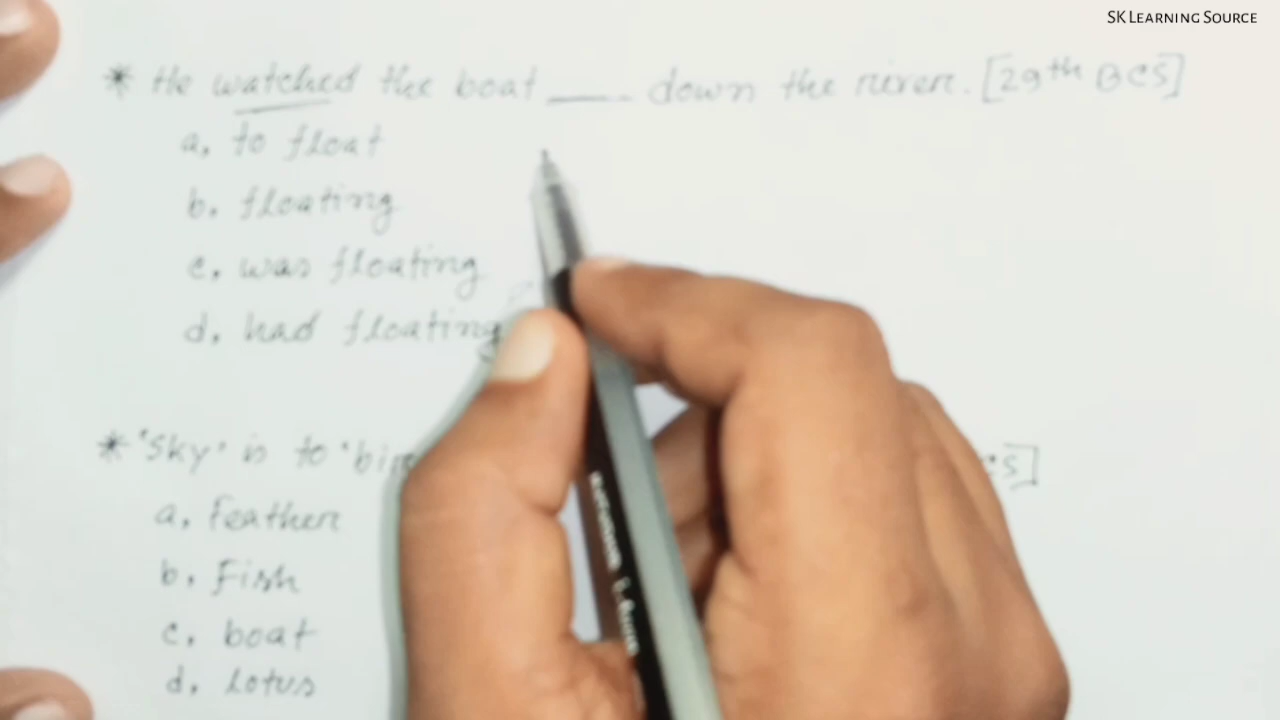 SK Learning Source
* He watched the boat ____ down the river. [29th BCS]
a. to float
b. floating
c. was floating
d. had floating
* 'Sky' is to 'bir
cs]
a. Feather
b. Fish
c. boat
d. Lotus